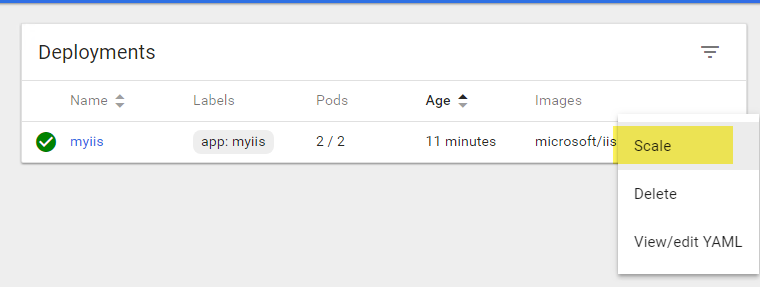 Deployments
Name Labels Pods Age Images
myiis app: myiis 2 / 2 11 minutes microsoft/iis
Scale
Delete
View/edit YAML